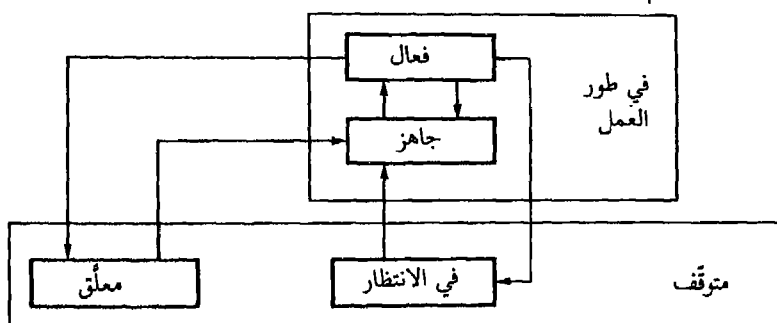 فعال
في طور
العمل
جاهز
معلَّق
في الانتظار
متوقّف